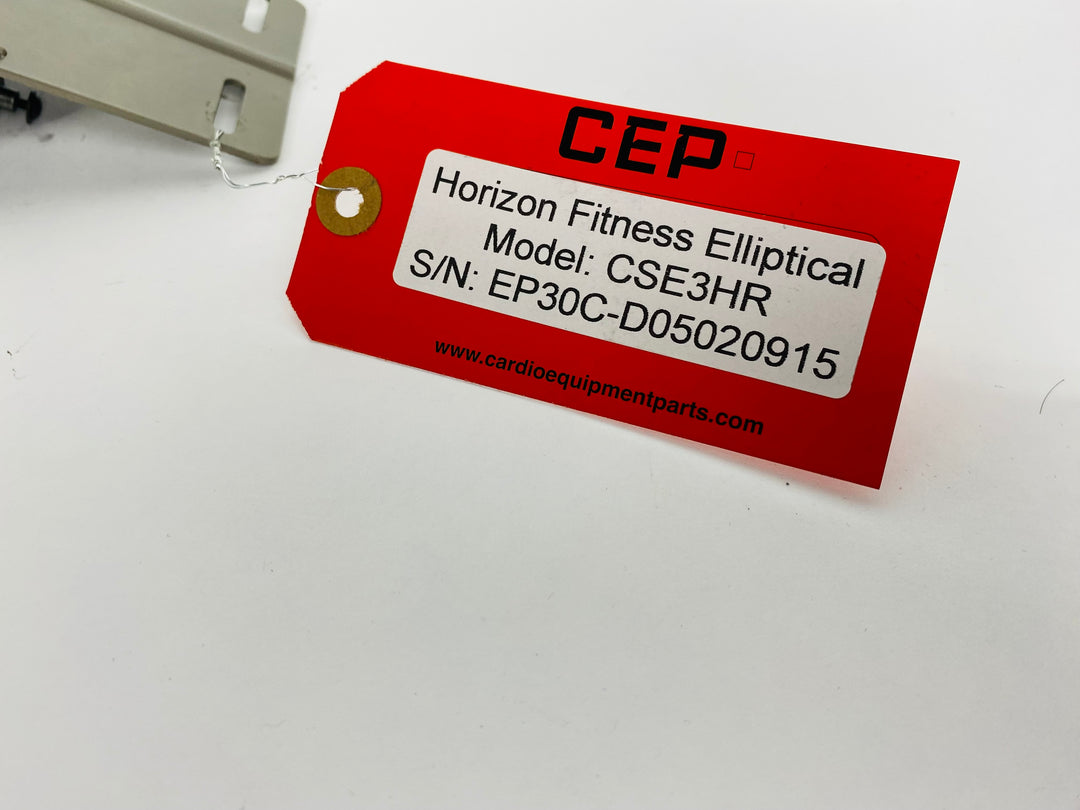 CEP
Horizon Fitness Elliptical
Model: CSE3HR
S/N: EP30C-D05020915
www.cardioequipmentparts.com